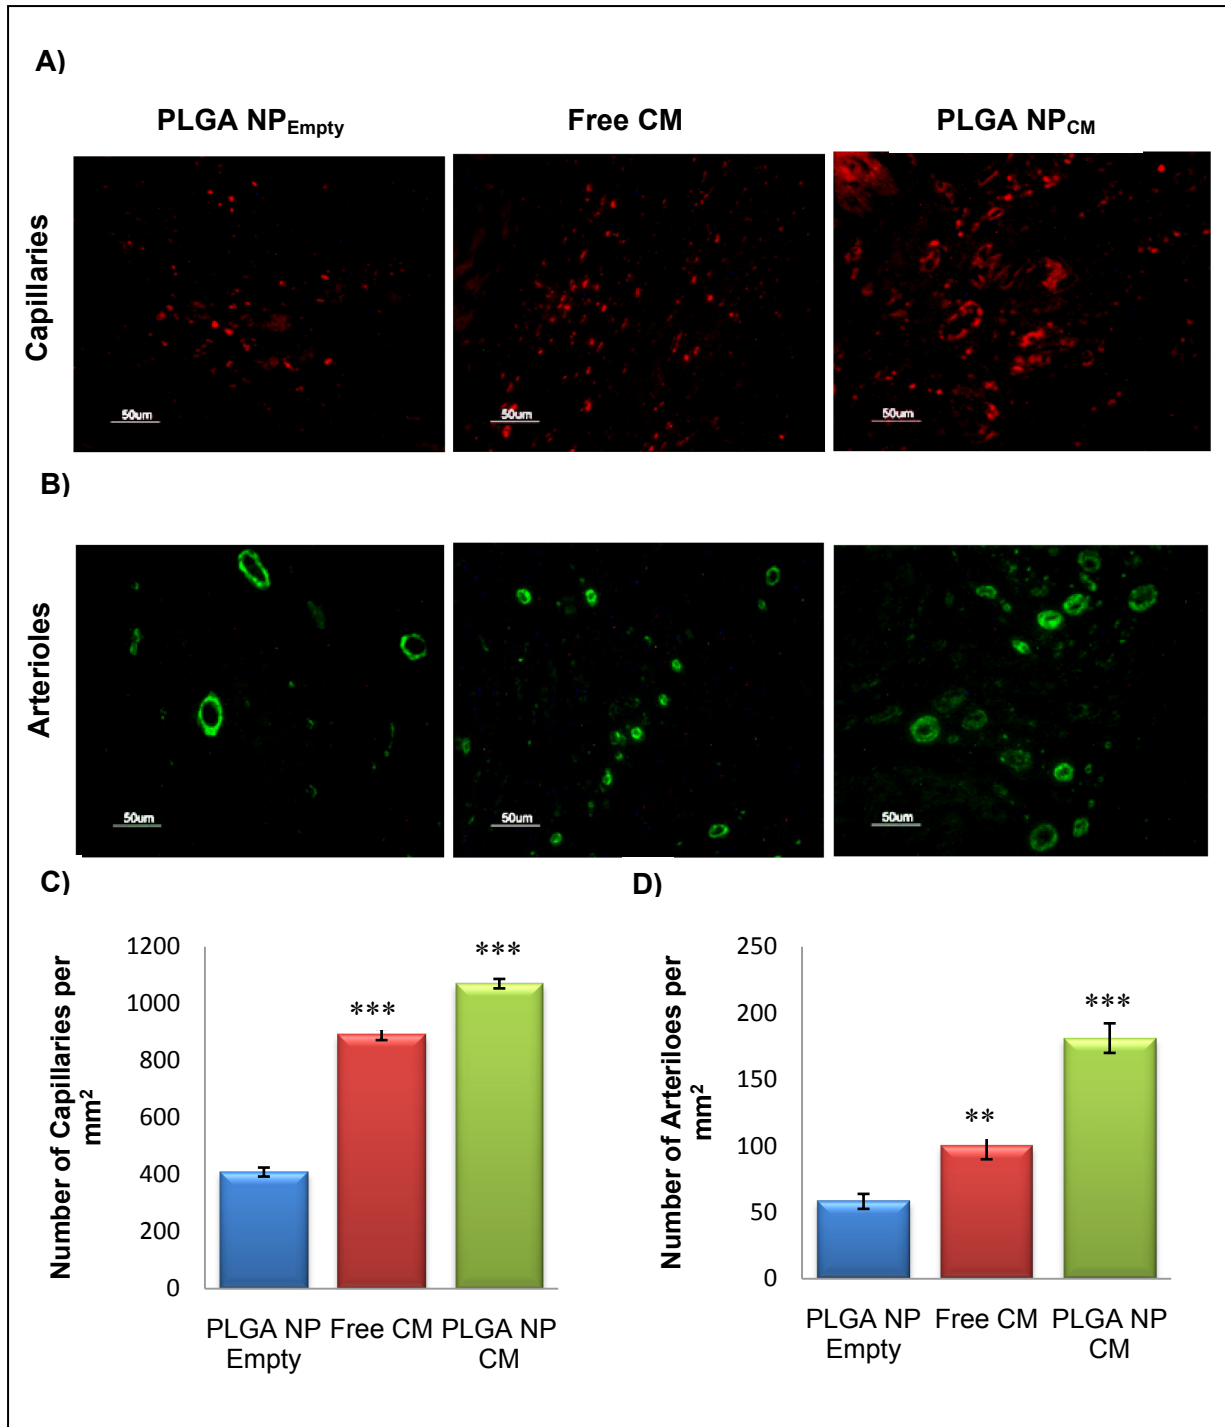 A)
PLGA NPEmpty
Free CM
PLGA NPCM
Capillaries
50um
50um
50um
B)
Arterioles
50um
50um
50um
C)
Number of Capillaries per
mm2
1200
1000
800
600
400
200
0
***
***
PLGA NP
Empty
Free CM
PLGA NP
CM
D)
Number of Arteriloes per
mm2
250
200
150
100
50
0
**
***
PLGA NP
Empty
Free CM
PLGA NP
CM